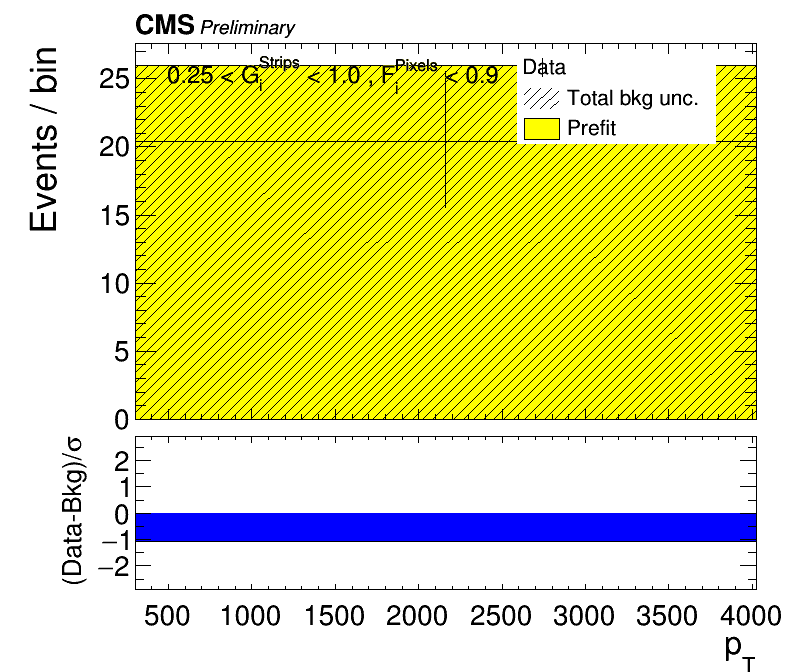 CMS Preliminary
Events / bin
0.25 < G_i^Strips < 1.0 , F_i^Pixels < 0.9
Data
Total bkg unc.
Prefit
25
20
15
10
5
0
(Data-Bkg)/σ
2
1
0
−1
−2
500 1000 1500 2000 2500 3000 3500 4000
p_T